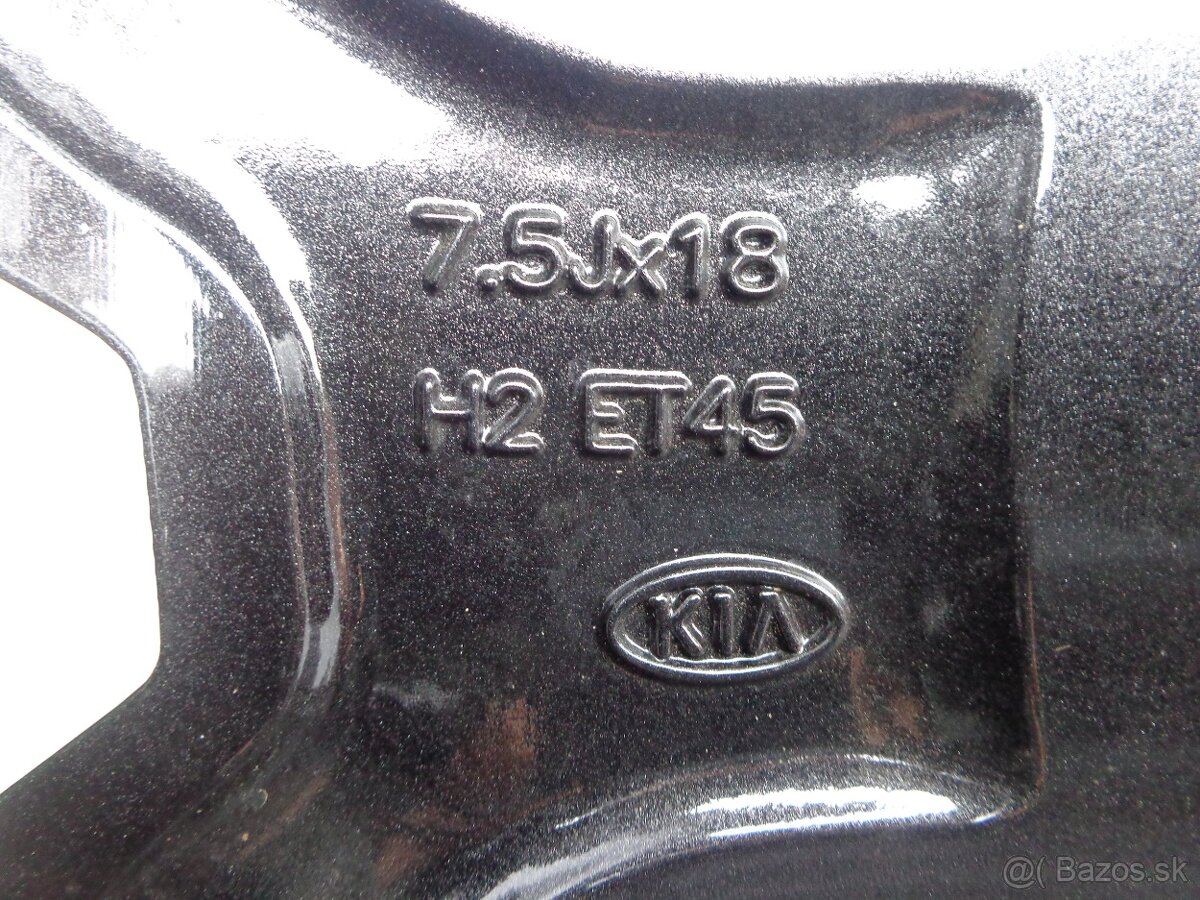 7.5Jx18
H2 ET45
KIA
@( Bazos.sk